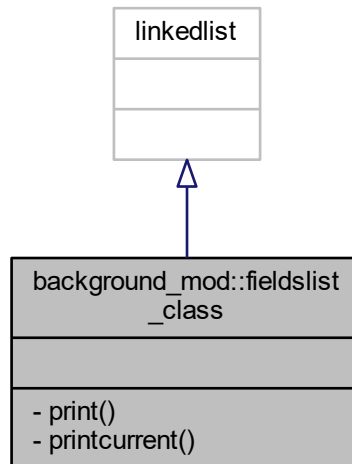 linkedlist
background_mod::fieldslist
_class
- print()
- printcurrent()